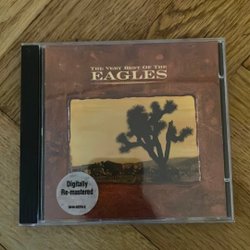 THE VERY BEST OF THE
EAGLES
Digitally
Re-mastered